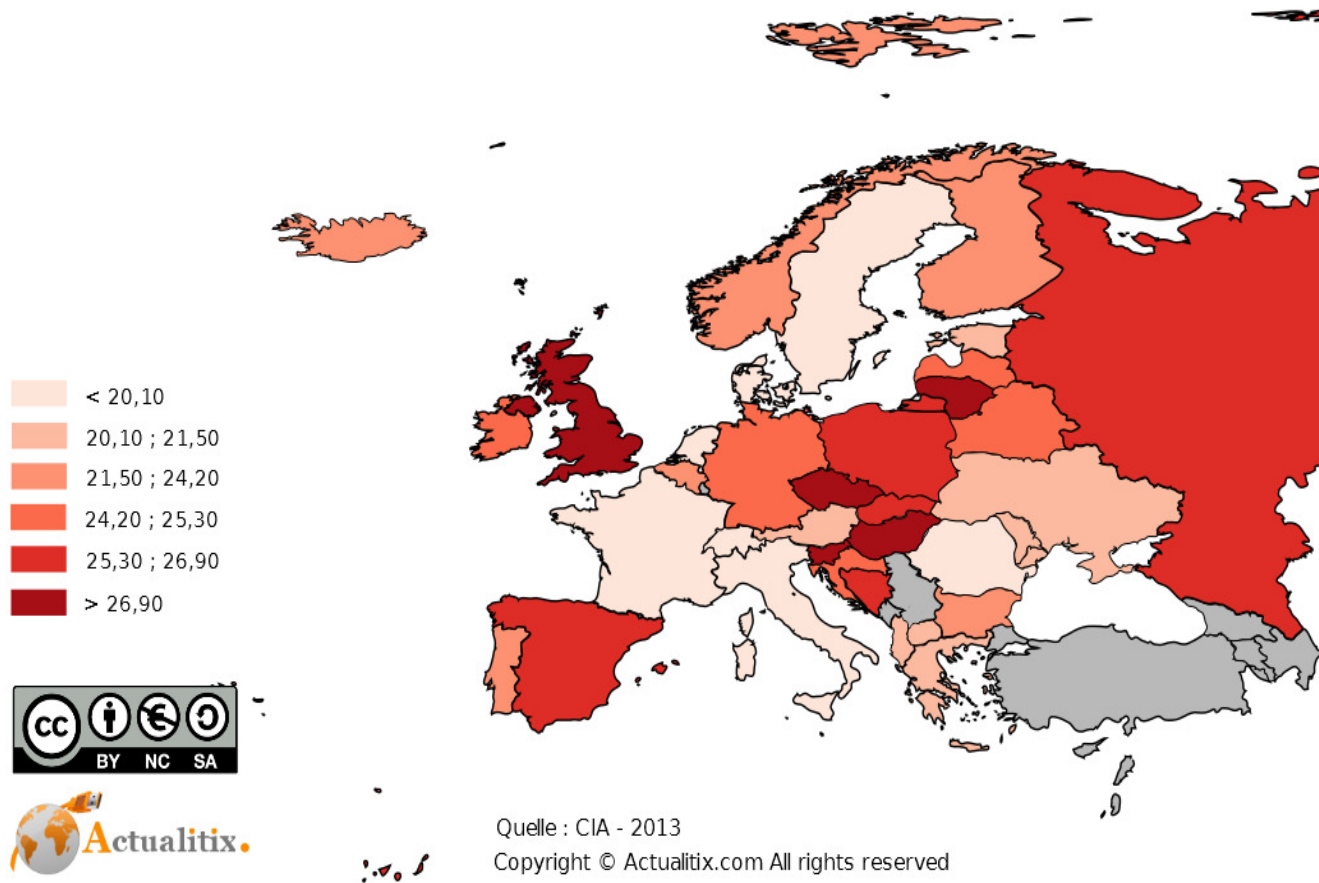 < 20,10
20,10 ; 21,50
21,50 ; 24,20
24,20 ; 25,30
25,30 ; 26,90
> 26,90
cc
BY NC SA
Actualitix.
Quelle : CIA - 2013
Copyright © Actualitix.com All rights reserved